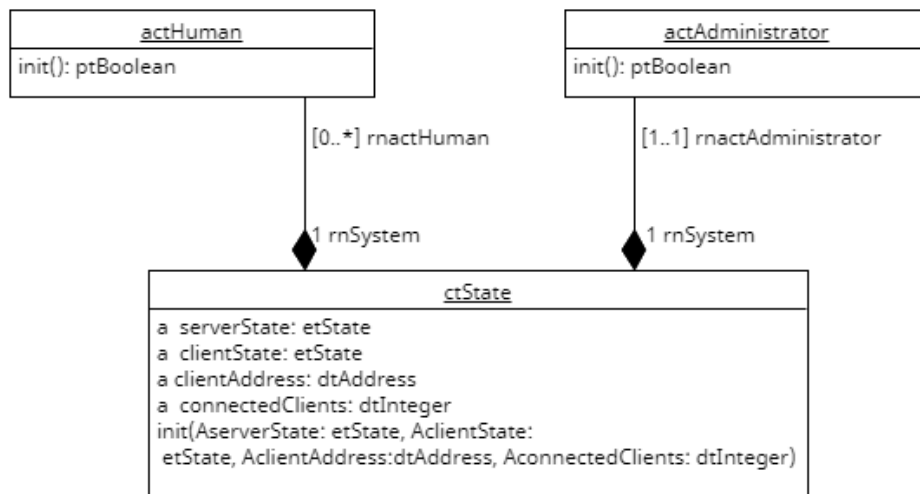 actHuman
init(): ptBoolean
actAdministrator
init(): ptBoolean
[0..*] rnactHuman
[1..1] rnactAdministrator
1 rnSystem
1 rnSystem
ctState
a  serverState: etState
a  clientState: etState
a clientAddress: dtAddress
a  connectedClients: dtInteger
init(AserverState: etState, AclientState:
etState, AclientAddress:dtAddress, AconnectedClients: dtInteger)